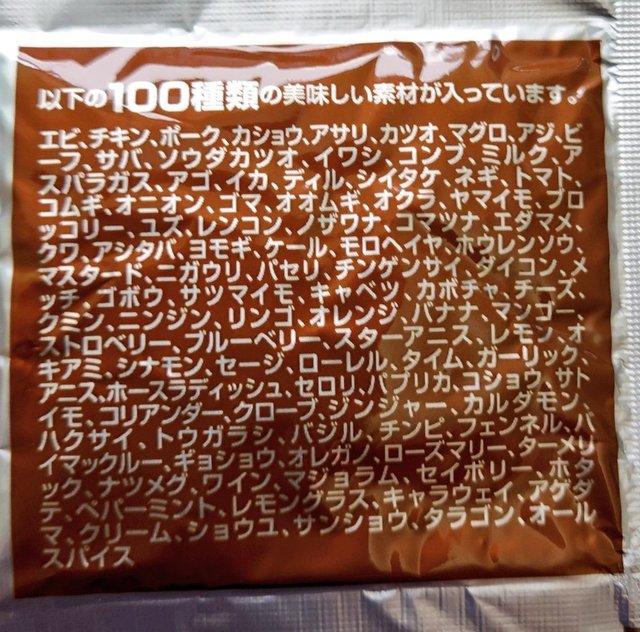 以下の100種類の美味しい素材が入っています。
エビ、チキン、ポーク、カショウ、アサリ、カツオ、マグロ、アジ、ビ
ーフ、サバ、ソウダカツオ、イワシ、コンブ、ミルク、ア
スパラガス、アゴ、イカ、ディル、シイタケ、ネギ、トマト、
コムギ、オニオン、ゴマ、オオムギ、オクラ、ヤマイモ、ブロ
ッコリー、ユズ、レンコン、ノザワナ、コマツナ、エダマメ、
クワ、アシタバ、ヨモギ、ケール、モロヘイヤ、ホウレンソウ、
マスタード、ニガウリ、パセリ、チンゲンサイ、ダイコン、メ
ッチ、ゴボウ、サツマイモ、キャベツ、カボチャ、チーズ、
クミン、ニンジン、リンゴ、オレンジ、バナナ、マンゴー、
ストロベリー、ブルーベリー、スターアニス、レモン、オ
キアミ、シナモン、セージ、ローレル、タイム、ガーリック、
アニス、ホースラディッシュ、セロリ、パプリカ、コショウ、サト
イモ、コリアンダー、クローブ、ジンジャー、カルダモン、
ハクサイ、トウガラシ、バジル、チンピ、フェンネル、バ
イマックルー、ギョショウ、オレガノ、ローズマリー、ターメリ
ック、ナツメグ、ワイン、マジョラム、セイボリー、ホタ
テ、ペパーミント、レモングラス、キャラウェイ、アゲダ
マ、クリーム、ショウユ、サンショウ、タラゴン、オール
スパイス